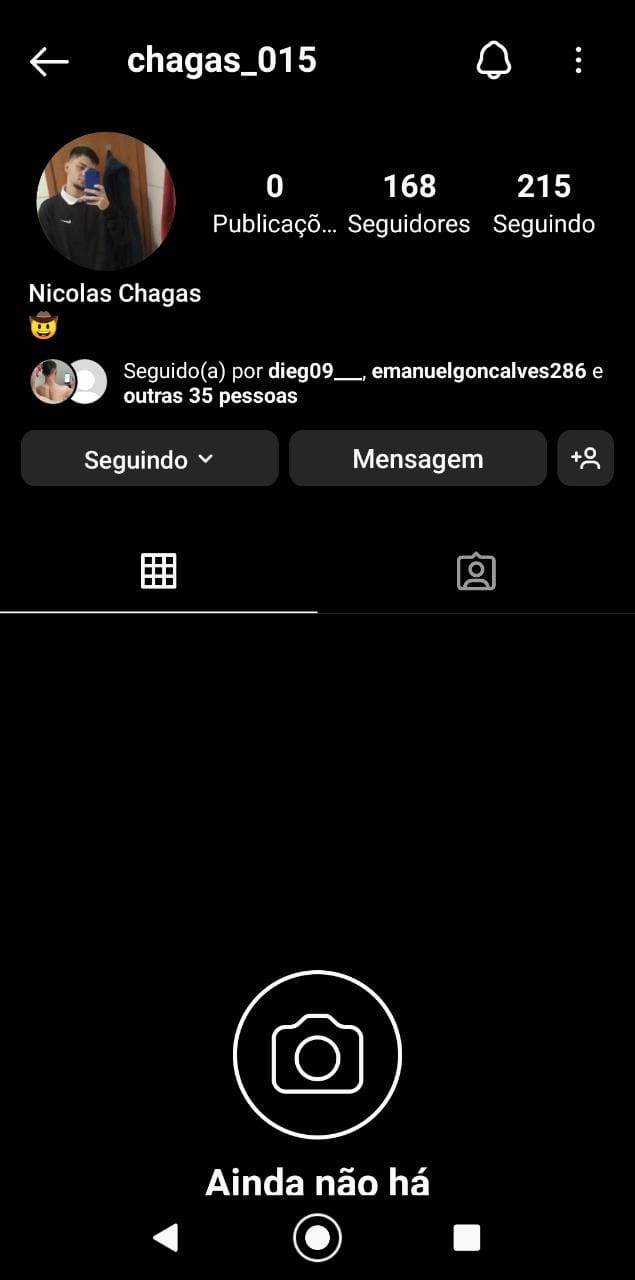 chagas_015
0 168 215
Publicaçõ... Seguidores Seguindo
Nicolas Chagas
Seguido(a) por dieg09___, emanuelgoncalves286 e
outras 35 pessoas
Seguindo Mensagem
Ainda não há